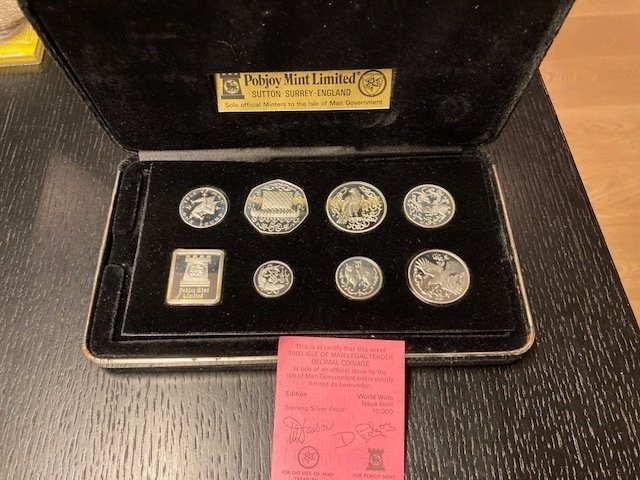 Pobjoy Mint Limited®
SUTTON · SURREY · ENGLAND
Sole official Minters to the Isle of Man Government
Pobjoy Mint
Limited
This is to certify that this set of
1980 ISLE OF MAN LEGAL TENDER
DECIMAL COINAGE
is one of an official issue by the
Isle of Man Government and is strictly
limited as hereunder:
Edition World Wide
Issue limit
Sterling Silver Proof 10,000
D Pobjoy
FOR THE ISLE OF MAN FOR POBJOY MINT